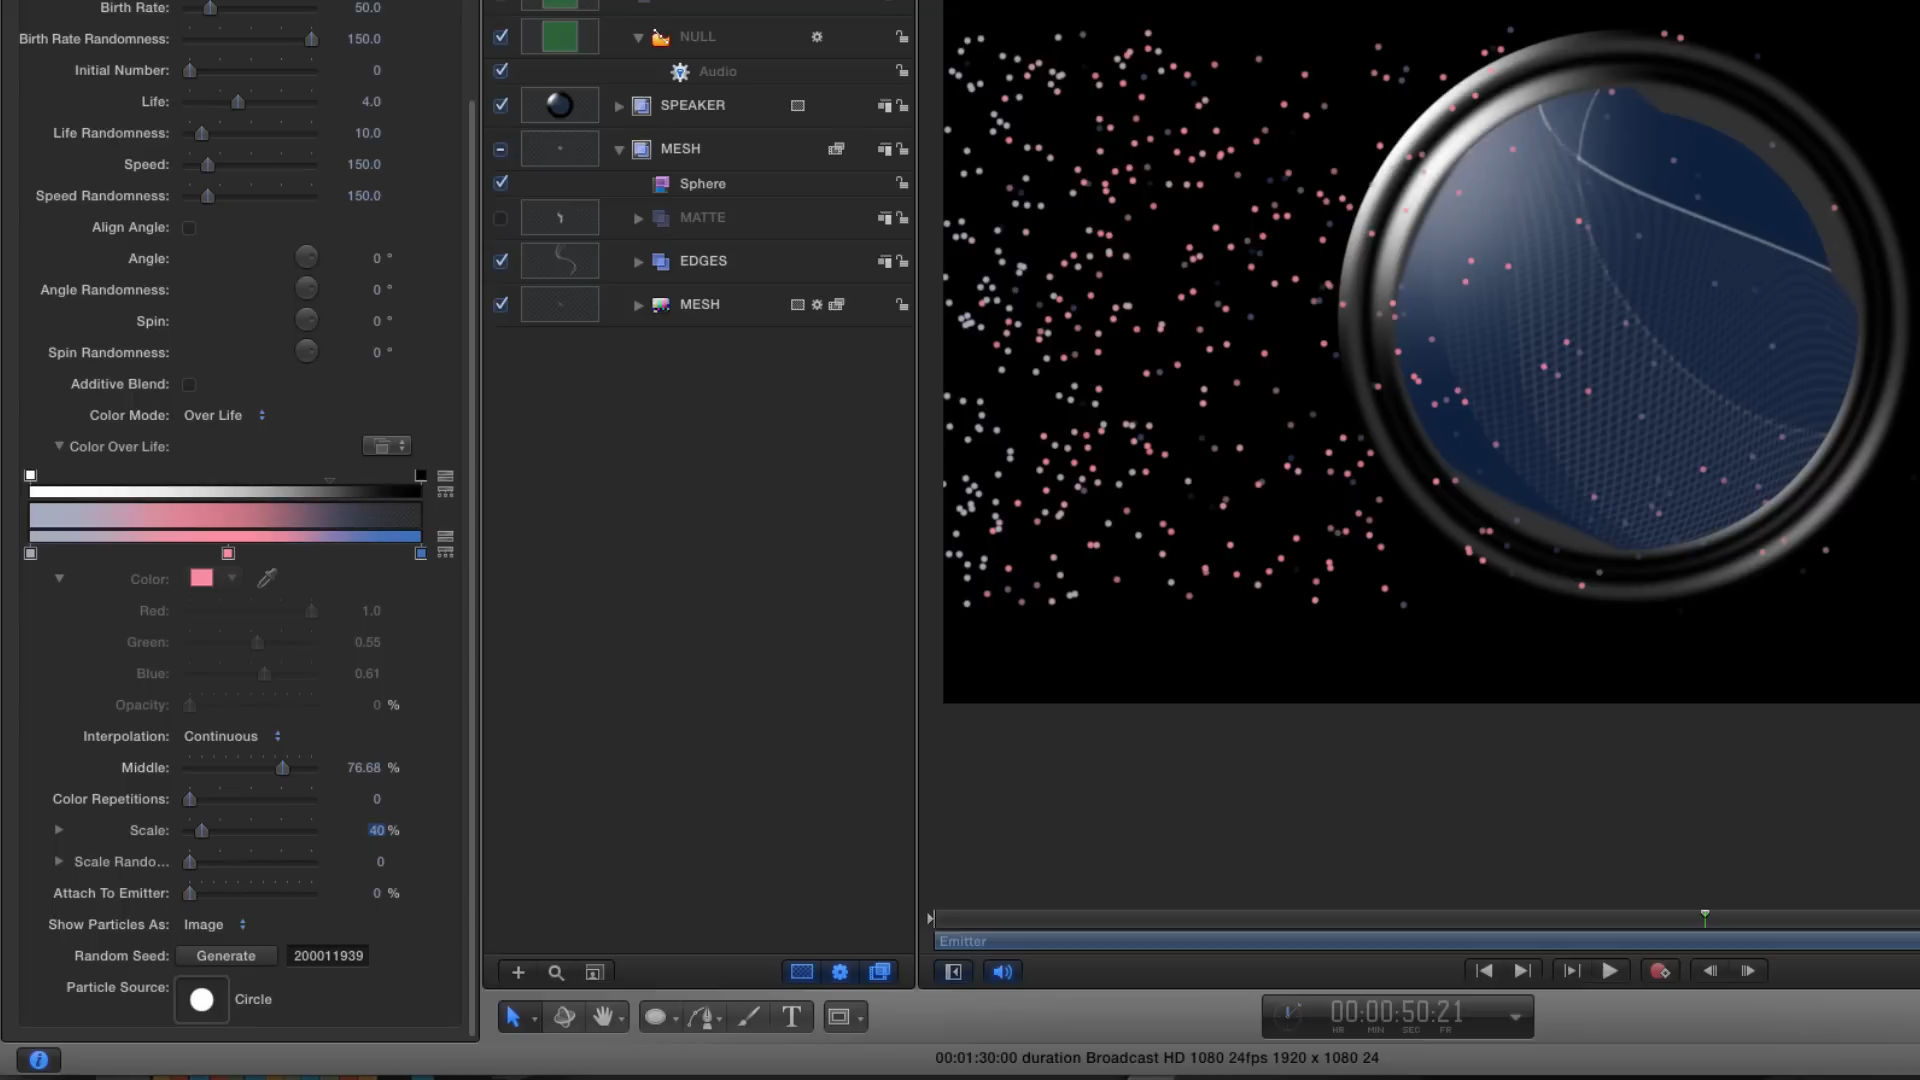 Birth Rate: 50.0
Birth Rate Randomness: 150.0
Initial Number: 0
Life: 4.0
Life Randomness: 10.0
Speed: 150.0
Speed Randomness: 150.0
Align Angle:
Angle: 0 °
Angle Randomness: 0 °
Spin: 0 °
Spin Randomness: 0 °
Additive Blend:
Color Mode: Over Life
Color Over Life:
Color:
Red: 1.0
Green: 0.55
Blue: 0.61
Opacity: 0 %
Interpolation: Continuous
Middle: 76.68 %
Color Repetitions: 0
Scale: 40 %
Scale Rando... 0
Attach To Emitter: 0 %
Show Particles As: Image
Random Seed: Generate 200011939
Particle Source: Circle
NULL
Audio
SPEAKER
MESH
Sphere
MATTE
EDGES
MESH
Emitter
T
00:00:50:21
HR MIN SEC FR
00:01:30:00 duration Broadcast HD 1080 24fps 1920 x 1080 24